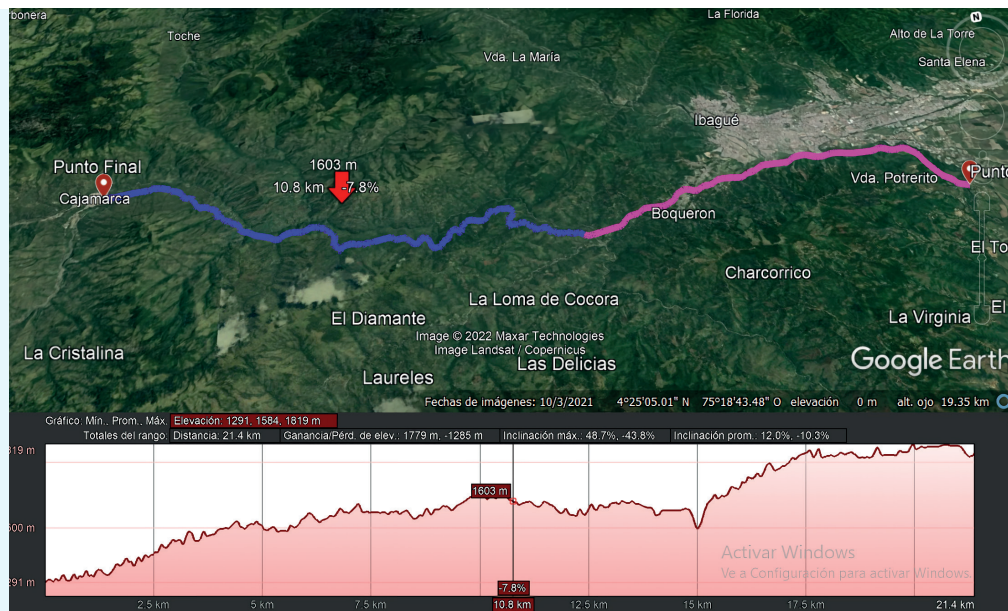 bonera
La Florida
N
Toche
Alto de La Torre
Vda. La María
Santa Elena
Ibagué
1603 m
Punto Final
10.8 km -7.8%
Vda. Potrerito
Punto
Cajamarca
Boqueron
El To
Charcorrico
La Loma de Cocora
El
El Diamante
La Virginia
Image © 2022 Maxar Technologies
Image Landsat / Copernicus
La Cristalina
Las Delicias
Google Earth
Laureles
Fechas de imágenes: 10/3/2021 4°25'05.01" N 75°18'43.48" O elevación 0 m alt. ojo 19.35 km
Gráfico: Mín., Prom., Máx. Elevación: 1291, 1584, 1819 m
Totales del rango: Distancia: 21.4 km Ganancia/Pérd. de elev.: 1779 m, -1285 m Inclinación máx.: 48.7%, -43.8% Inclinación prom.: 12.0%, -10.3%
819 m
1603 m
600 m
Activar Windows
Ve a Configuración para activar Windows.
291 m
-7.8%
2.5 km 5 km 7.5 km 10.8 km 12.5 km 15 km 17.5 km 21.4 km